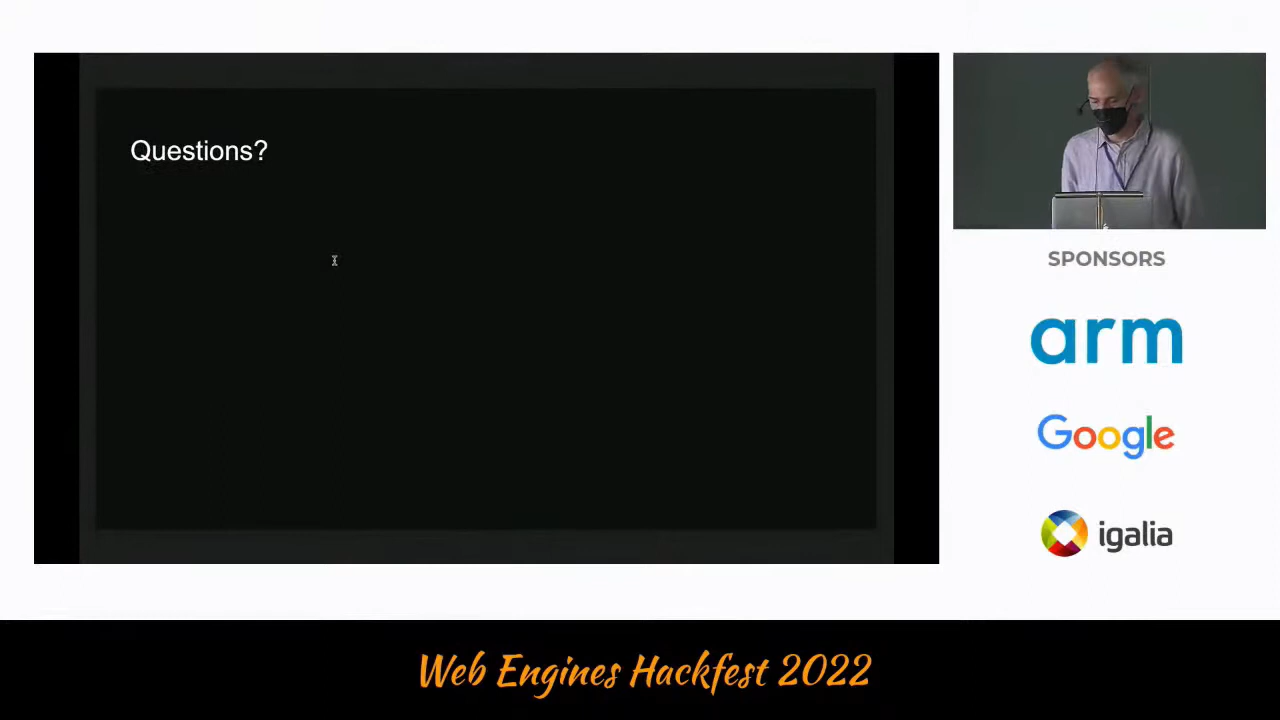 Questions?
SPONSORS
arm
Google
igalia
Web Engines Hackfest 2022